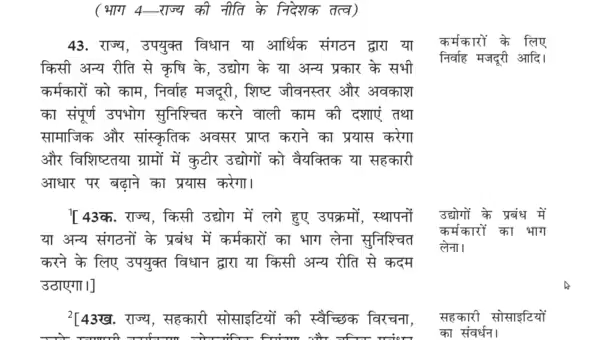 (भाग 4—राज्य की नीति के निदेशक तत्व)
43. राज्य, उपयुक्त विधान या आर्थिक संगठन द्वारा या
किसी अन्य रीति से कृषि के, उद्योग के या अन्य प्रकार के सभी
कर्मकारों को काम, निर्वाह मजदूरी, शिष्ट जीवनस्तर और अवकाश
का संपूर्ण उपभोग सुनिश्चित करने वाली काम की दशाएं तथा
सामाजिक और सांस्कृतिक अवसर प्राप्त कराने का प्रयास करेगा
और विशिष्टतया ग्रामों में कुटीर उद्योगों को वैयक्तिक या सहकारी
आधार पर बढ़ाने का प्रयास करेगा।
कर्मकारों के लिए
निर्वाह मजदूरी आदि।
¹[43क. राज्य, किसी उद्योग में लगे हुए उपक्रमों, स्थापनों
या अन्य संगठनों के प्रबंध में कर्मकारों का भाग लेना सुनिश्चित
करने के लिए उपयुक्त विधान द्वारा या किसी अन्य रीति से कदम
उठाएगा।]
उद्योगों के प्रबंध में
कर्मकारों का भाग
लेना।
²[43ख. राज्य, सहकारी सोसाइटियों की स्वैच्छिक विरचना,
सहकारी सोसाइटियों
का संवर्धन।